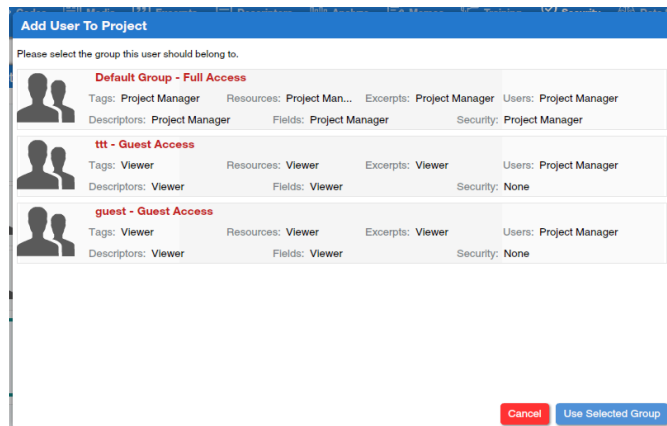 Add User To Project
Please select the group this user should belong to.
Default Group - Full Access
Tags: Project Manager Resources: Project Man... Excerpts: Project Manager Users: Project Manager
Descriptors: Project Manager Fields: Project Manager Security: Project Manager
ttt - Guest Access
Tags: Viewer Resources: Viewer Excerpts: Viewer Users: Project Manager
Descriptors: Viewer Fields: Viewer Security: None
guest - Guest Access
Tags: Viewer Resources: Viewer Excerpts: Viewer Users: Project Manager
Descriptors: Viewer Fields: Viewer Security: None
Cancel Use Selected Group